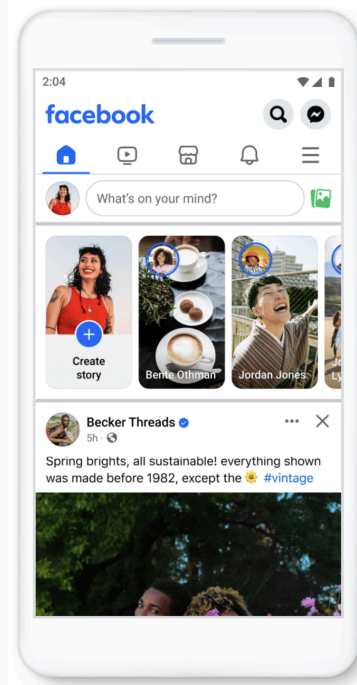 2:04
facebook
What's on your mind?
Create
story
Bente Othman
Jordan Jones
Becker Threads
5h
Spring brights, all sustainable! everything shown
was made before 1982, except the 🌼 #vintage